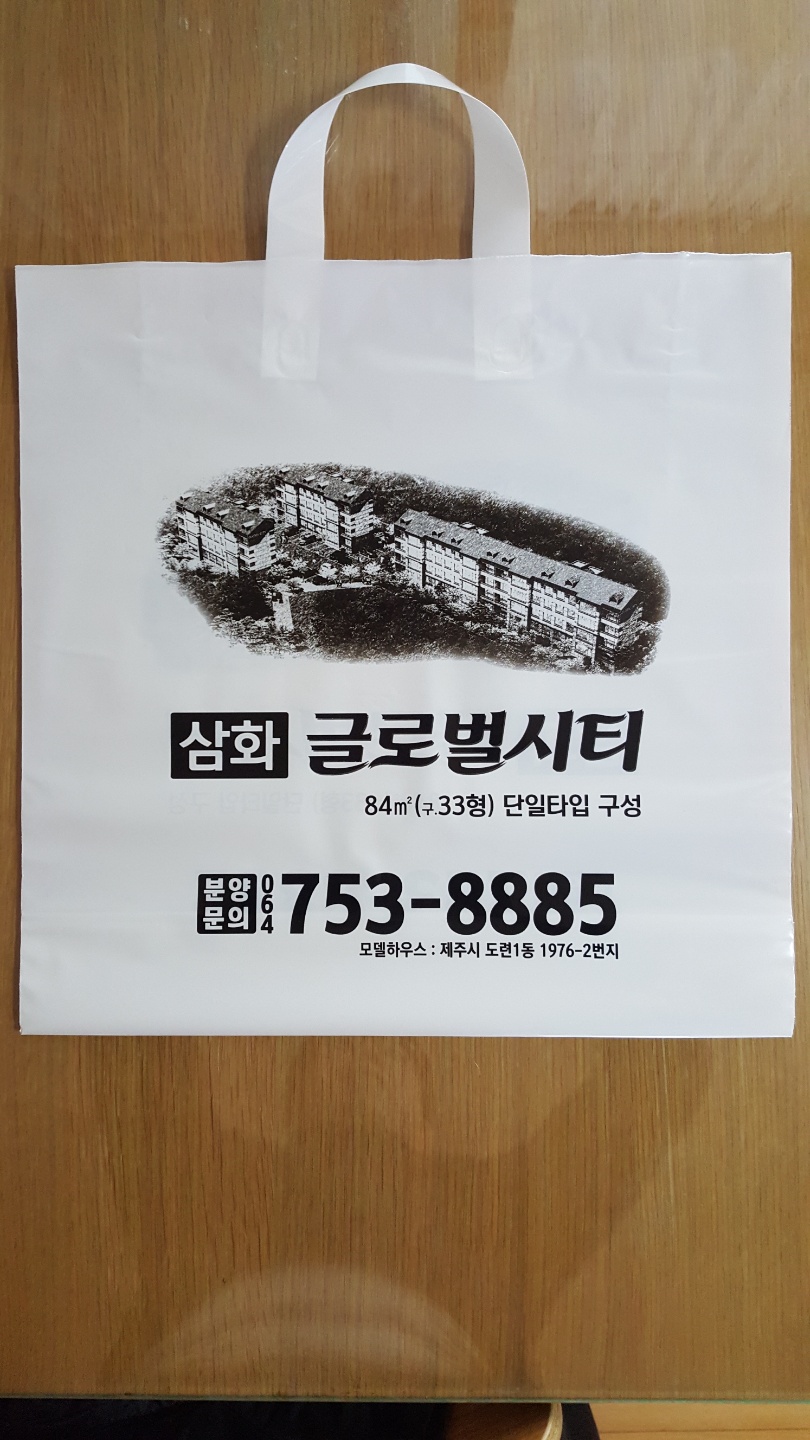 삼화 글로벌시티
84㎡(구.33형) 단일타입 구성
분양문의 064 753-8885
모델하우스 : 제주시 도련1동 1976-2번지